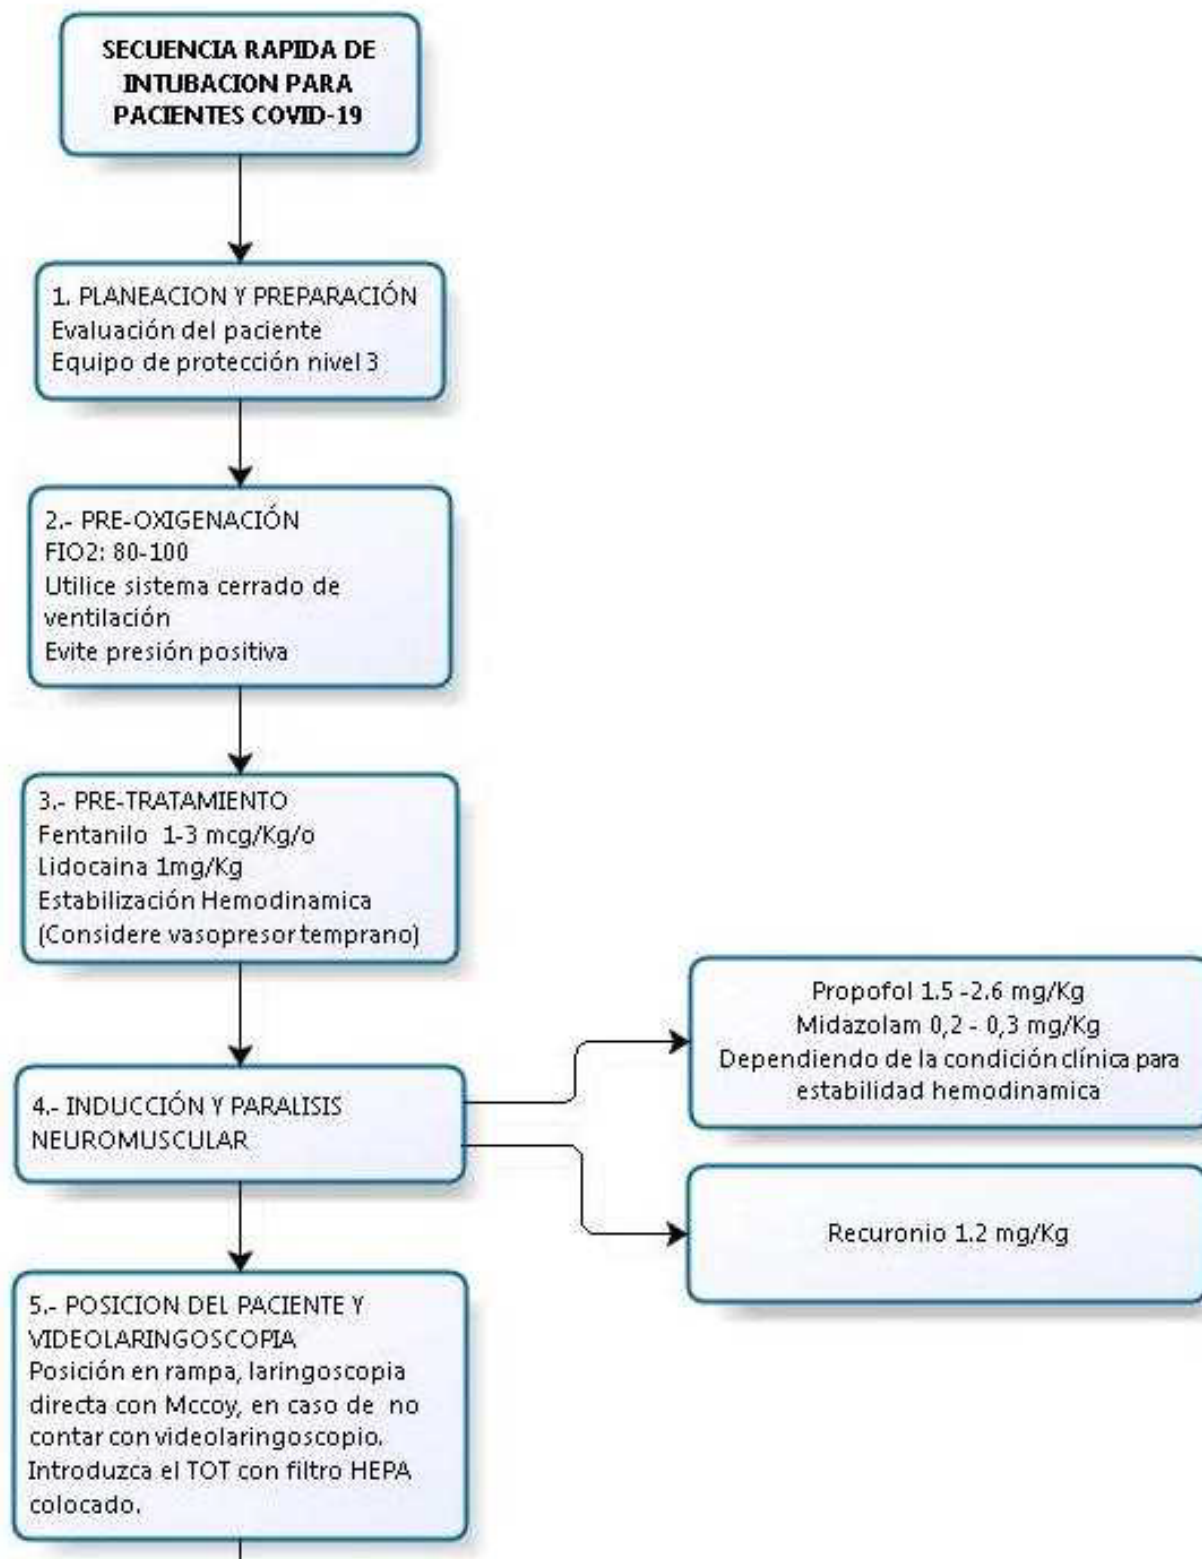 SECUENCIA RAPIDA DE
INTUBACION PARA
PACIENTES COVID-19
1. PLANEACION Y PREPARACIÓN
Evaluación del paciente
Equipo de protección nivel 3
2.- PRE-OXIGENACIÓN
FIO2: 80-100
Utilice sistema cerrado de
ventilación
Evite presión positiva
3.- PRE-TRATAMIENTO
Fentanilo 1-3 mcg/Kg/o
Lidocaina 1mg/Kg
Estabilización Hemodinamica
(Considere vasopresor temprano)
4.- INDUCCIÓN Y PARALISIS
NEUROMUSCULAR
Propofol 1.5 -2.6 mg/Kg
Midazolam 0,2 - 0,3 mg/Kg
Dependiendo de la condición clínica para
estabilidad hemodinamica
Recuronio 1.2 mg/Kg
5.- POSICION DEL PACIENTE Y
VIDEOLARINGOSCOPIA
Posición en rampa, laringoscopia
directa con Mccoy, en caso de no
contar con videolaringoscopio.
Introduzca el TOT con filtro HEPA
colocado.